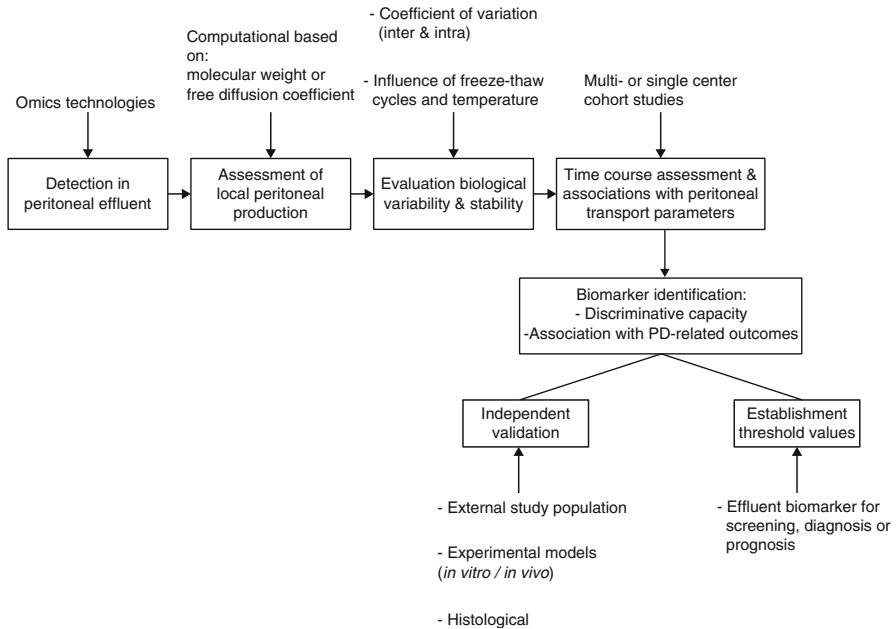 Omics technologies
Detection in
peritoneal effluent
Computational based
on:
molecular weight or
free diffusion coefficient
Assessment of
local peritoneal
production
- Coefficient of variation
(inter & intra)
- Influence of freeze-thaw
cycles and temperature
Evaluation biological
variability & stability
Multi- or single center
cohort studies
Time course assessment &
associations with peritoneal
transport parameters
Biomarker identification:
- Discriminative capacity
-Association with PD-related outcomes
Independent
validation
- External study population
- Experimental models
(in vitro / in vivo)
- Histological
Establishment
threshold values
- Effluent biomarker for
screening, diagnosis or
prognosis